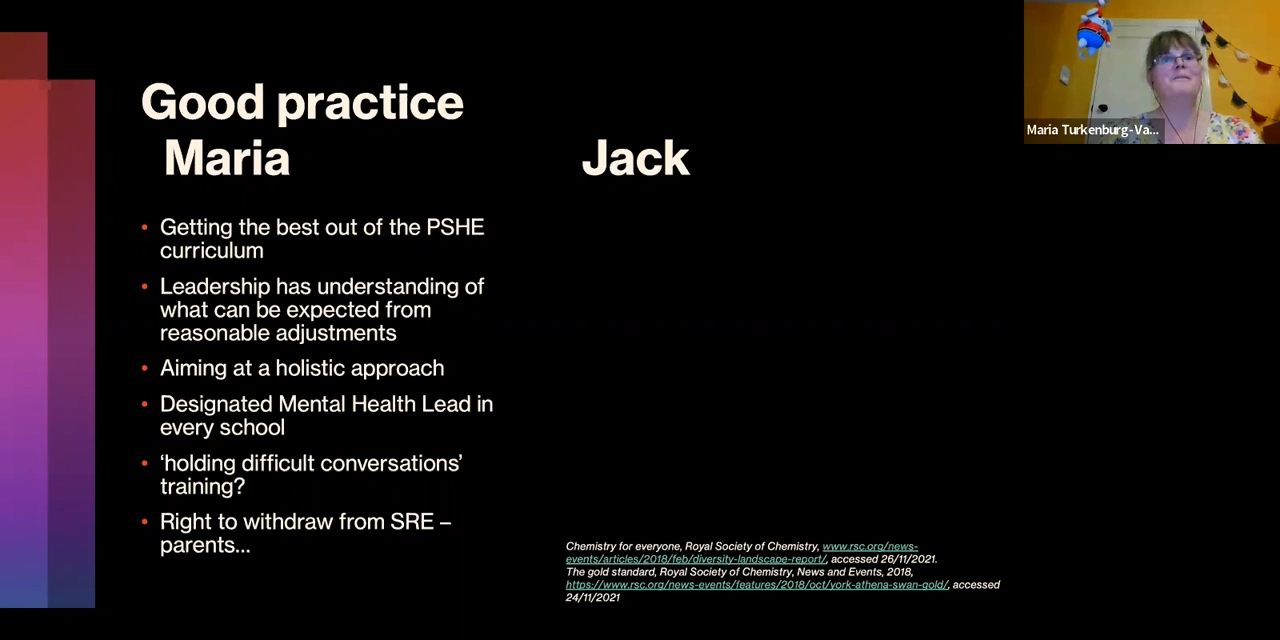 Good practice
Maria
Jack
• Getting the best out of the PSHE
curriculum
• Leadership has understanding of
what can be expected from
reasonable adjustments
• Aiming at a holistic approach
• Designated Mental Health Lead in
every school
• ‘holding difficult conversations’
training?
• Right to withdraw from SRE –
parents…
Chemistry for everyone, Royal Society of Chemistry, www.rsc.org/news-
events/articles/2018/feb/diversity-landscape-report/, accessed 26/11/2021.
The gold standard, Royal Society of Chemistry, News and Events, 2018,
https://www.rsc.org/news-events/features/2018/oct/york-athena-swan-gold/, accessed
24/11/2021
Maria Turkenburg-Va...